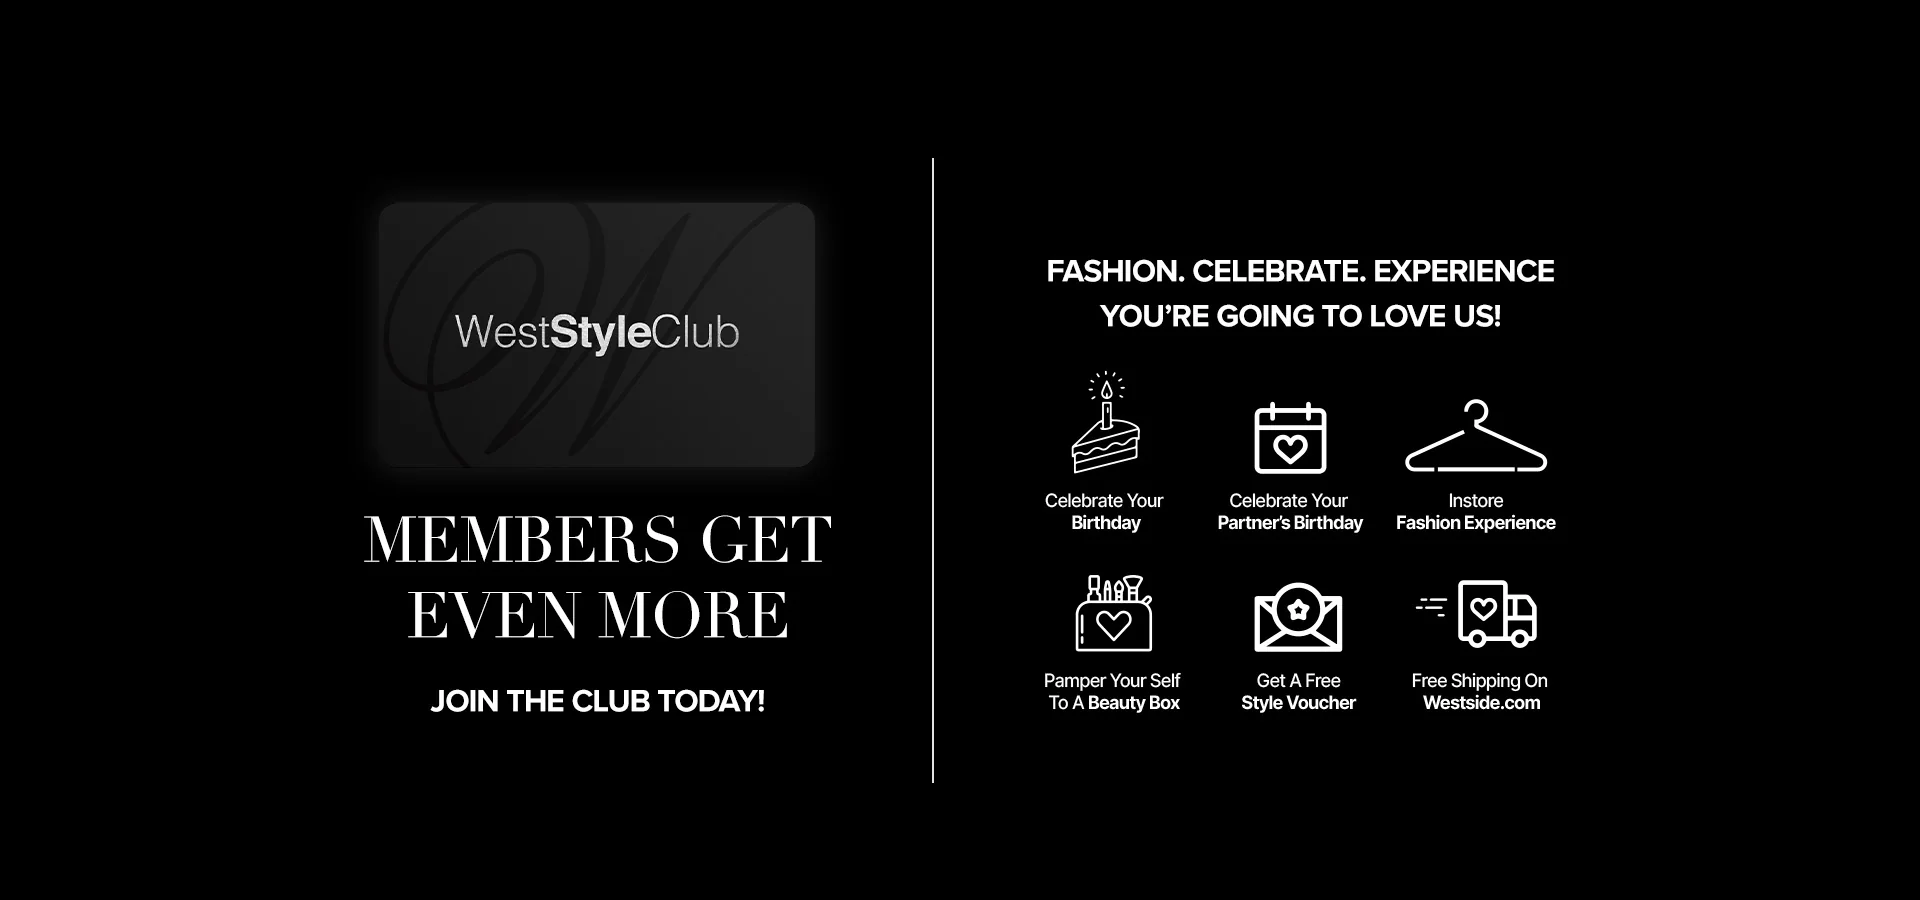 WestStyleClub
MEMBERS GET
EVEN MORE
JOIN THE CLUB TODAY!
FASHION. CELEBRATE. EXPERIENCE
YOU’RE GOING TO LOVE US!
Celebrate Your
Birthday
Celebrate Your
Partner's Birthday
Instore
Fashion Experience
Pamper Your Self
To A Beauty Box
Get A Free
Style Voucher
Free Shipping On
Westside.com